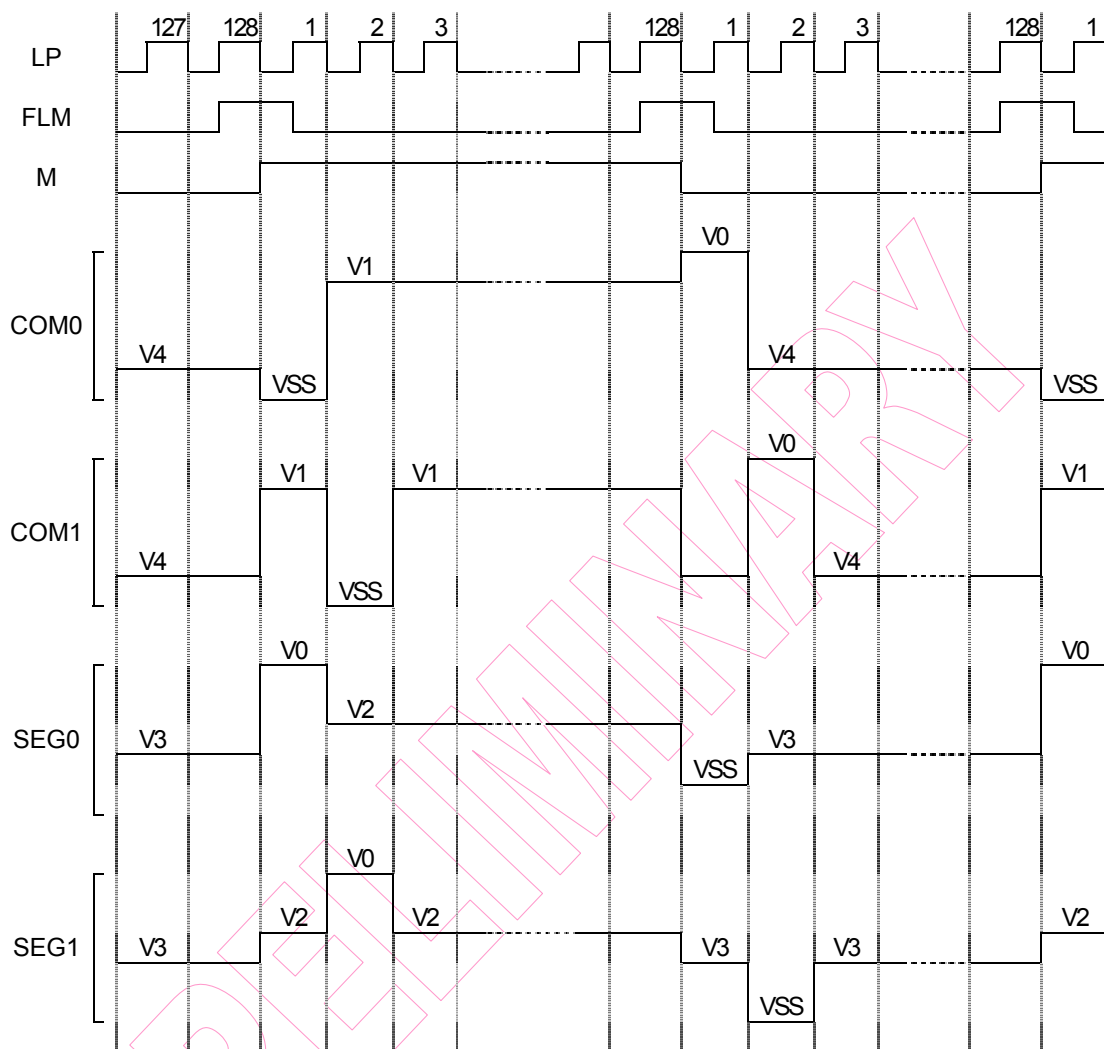 127 128 1 2 3 128 1 2 3 128 1
LP
FLM
M
V0
V1
COM0
V4 V4
VSS VSS
V0
V1 V1 V1
COM1
V4 V4
VSS
V0 V0
V2
SEG0 V3 V3
VSS
V0
V2 V2 V2
SEG1 V3 V3 V3
VSS
PRELIMINARY